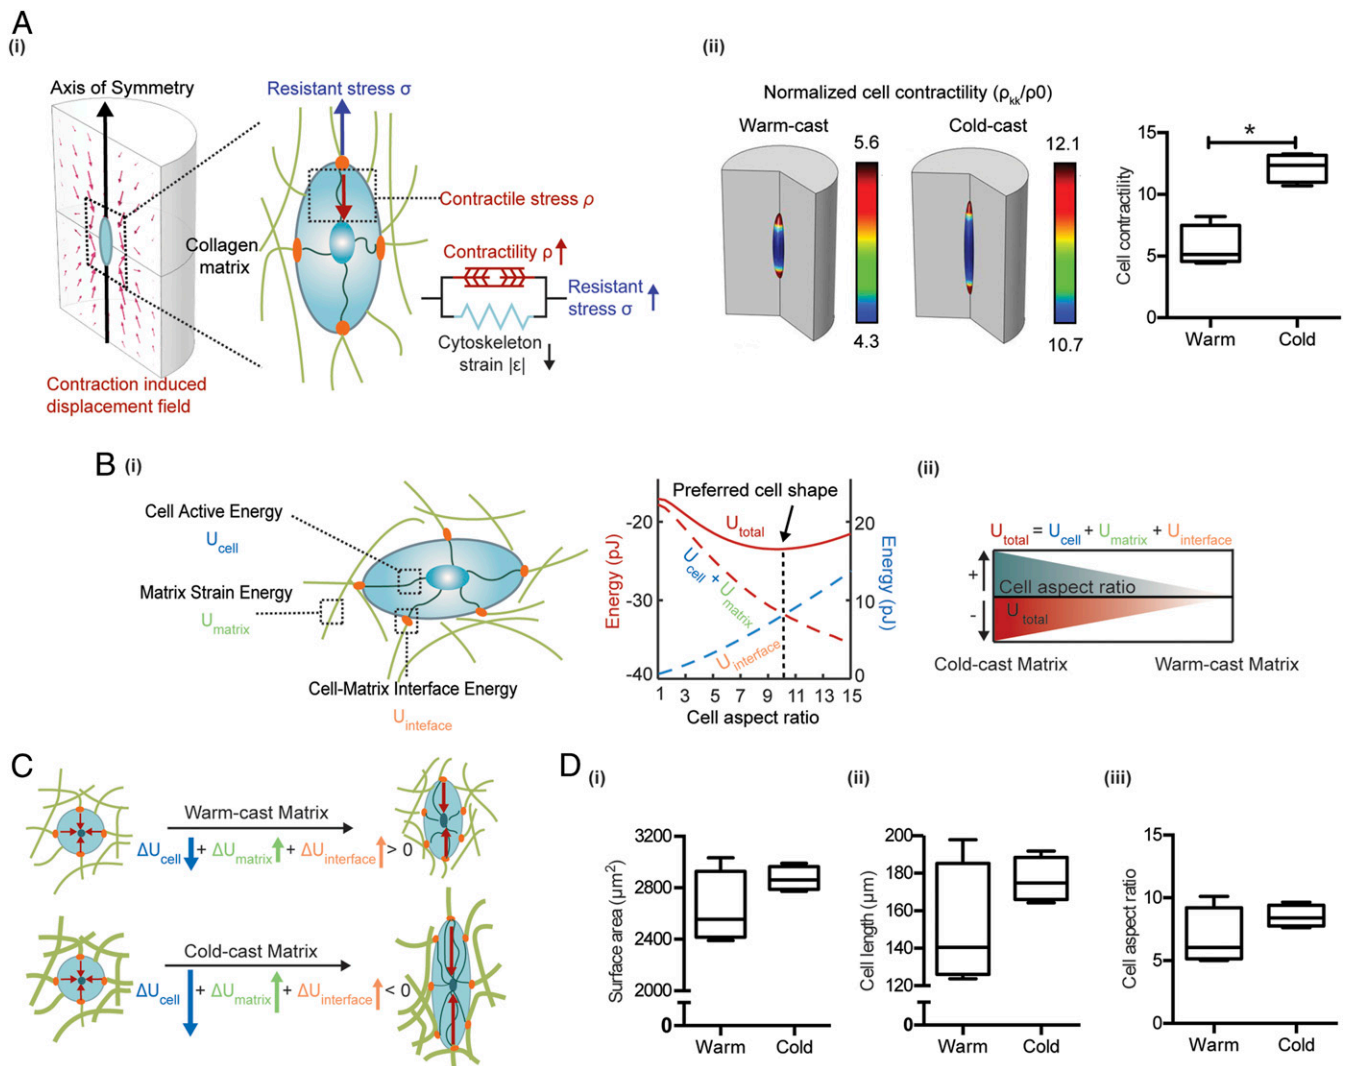 A
(i)
Axis of Symmetry
Resistant stress σ
Contractile stress ρ
Collagen
matrix
Contractility ρ
Resistant
stress σ
Cytoskeleton
strain |ε|
Contraction induced
displacement field
(ii)
Normalized cell contractility (ρkk/ρ0)
Warm-cast
Cold-cast
5.6
4.3
12.1
10.7
Cell contractility
15
10
5
0
*
Warm
Cold
B
(i)
Cell Active Energy
Ucell
Matrix Strain Energy
Umatrix
Cell-Matrix Interface Energy
Uinteface
Preferred cell shape
Energy (pJ)
-20
-30
-40
Utotal
Ucell + Umatrix
Uinterface
20
10
0
Energy (pJ)
1 3 5 7 9 11 13 15
Cell aspect ratio
(ii)
Utotal = Ucell + Umatrix + Uinterface
+
Cell aspect ratio
-
Utotal
Cold-cast Matrix
Warm-cast Matrix
C
Warm-cast Matrix
ΔUcell + ΔUmatrix + ΔUinterface > 0
Cold-cast Matrix
ΔUcell + ΔUmatrix + ΔUinterface < 0
D
(i)
Surface area (µm²)
3200
2800
2400
2000
0
Warm
Cold
(ii)
Cell length (µm)
200
180
160
140
120
0
Warm
Cold
(iii)
Cell aspect ratio
15
10
5
0
Warm
Cold